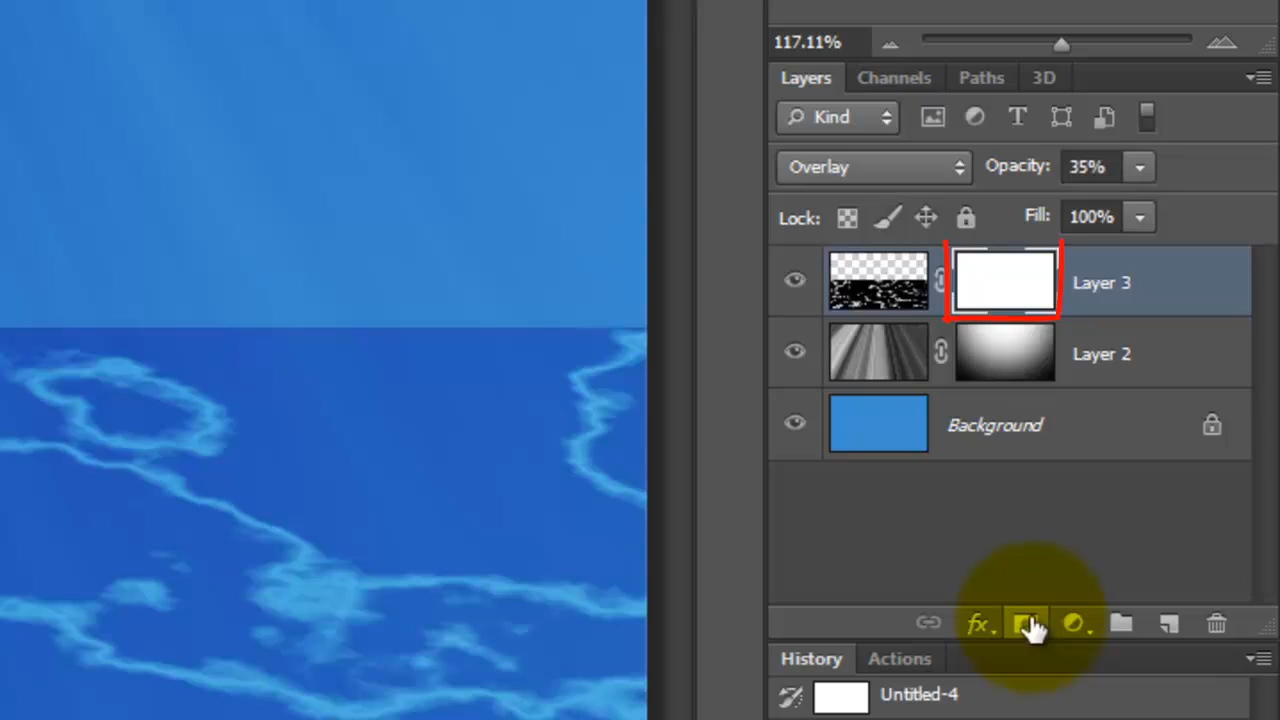 117.11%
Layers Channels Paths 3D
Kind T
Overlay Opacity: 35%
Lock: Fill: 100%
Layer 3
Layer 2
Background
fx
History Actions
Untitled-4